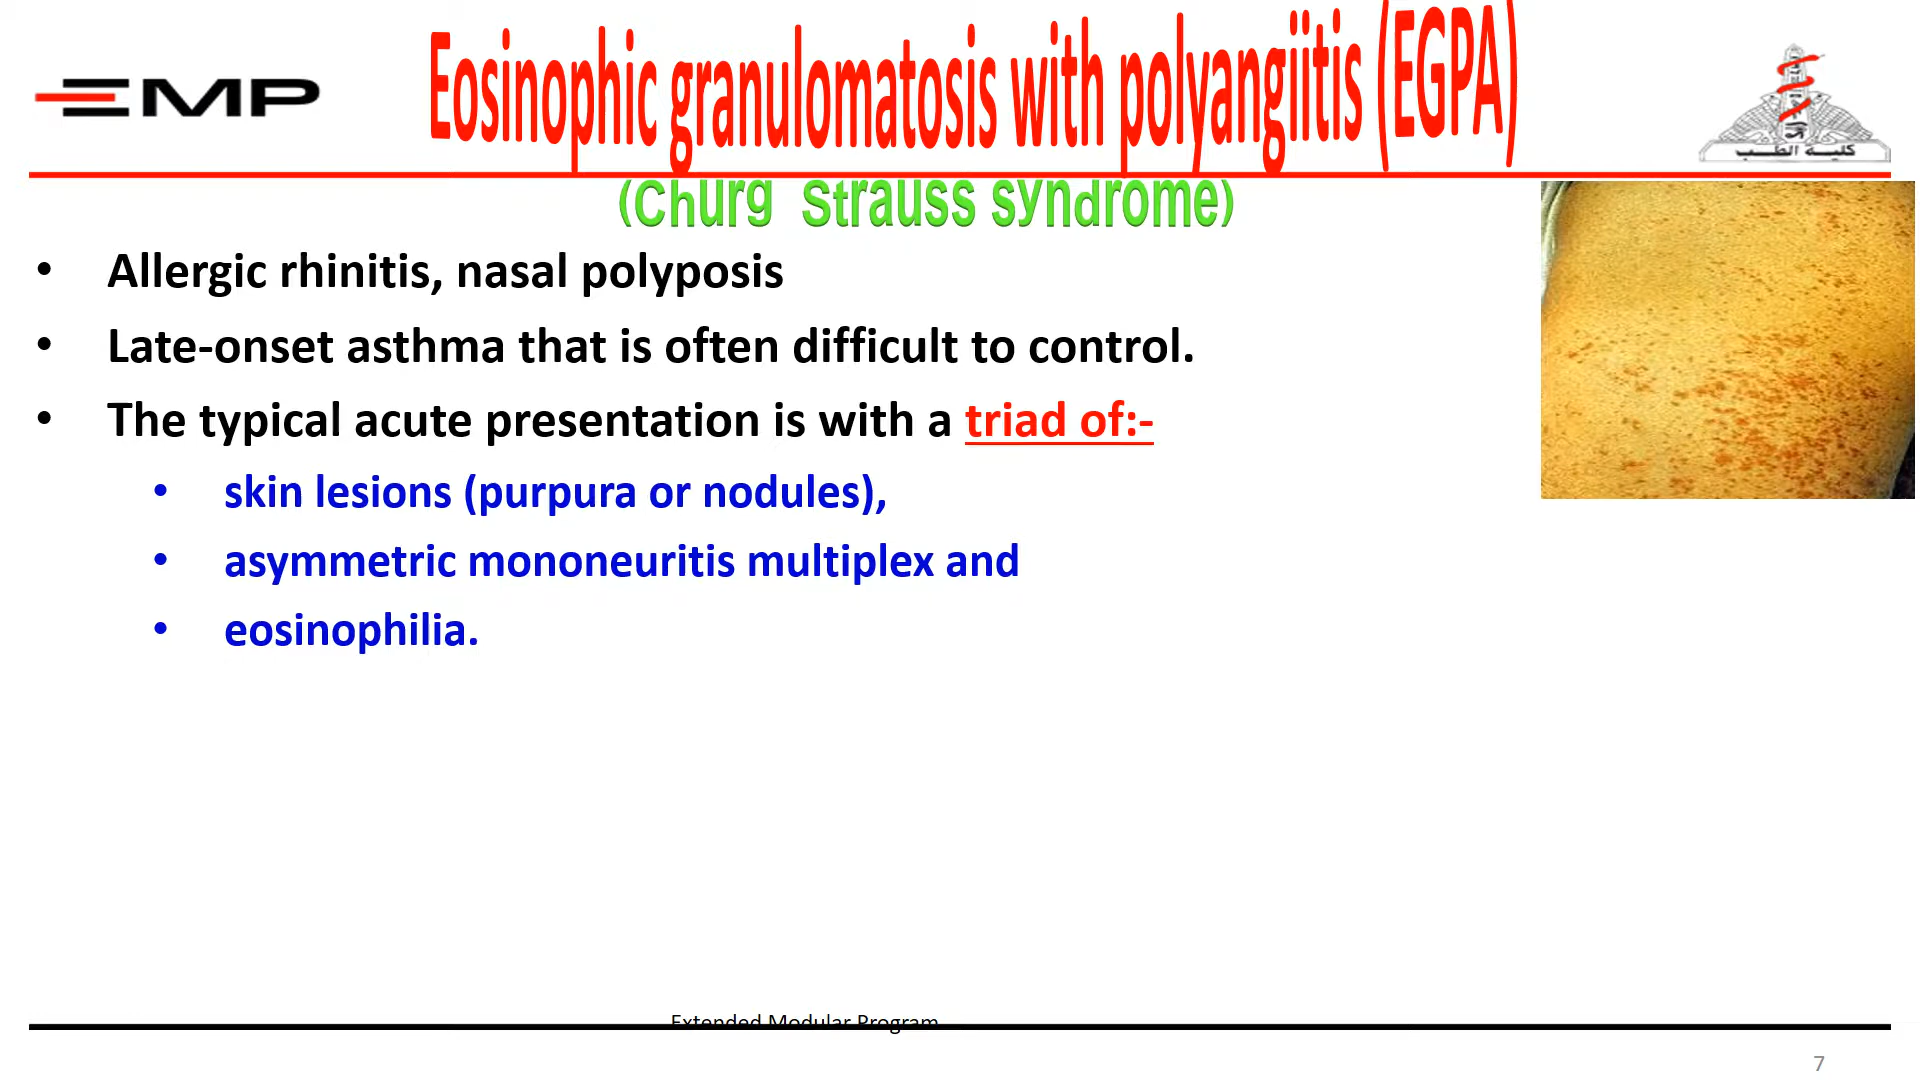 EMP
Eosinophic granulomatosis with polyangiitis (EGPA)
كلية الطب
(Churg Strauss syndrome)
• Allergic rhinitis, nasal polyposis
• Late-onset asthma that is often difficult to control.
• The typical acute presentation is with a triad of:-
• skin lesions (purpura or nodules),
• asymmetric mononeuritis multiplex and
• eosinophilia.
Extended Modular Program
7